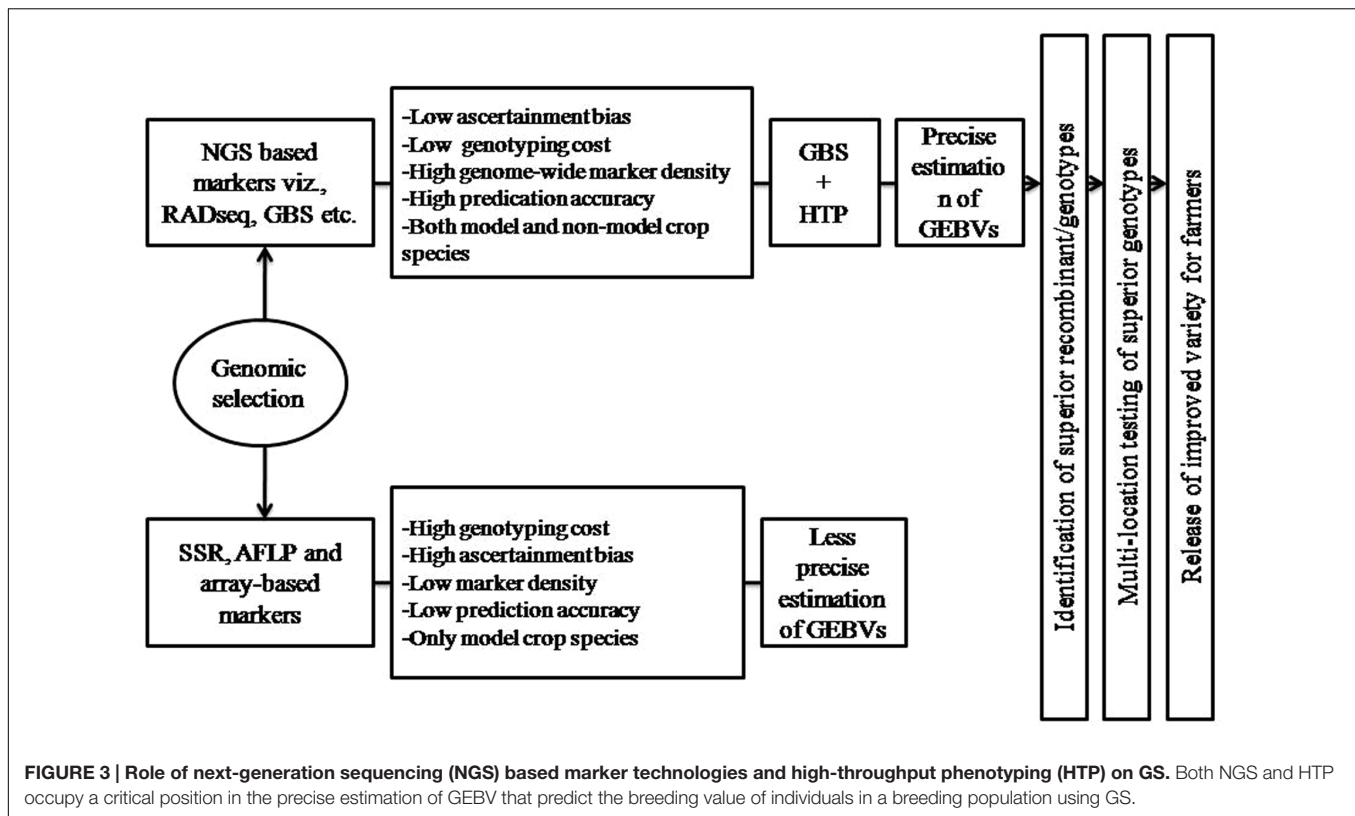 NGS based
markers viz.,
RADseq, GBS etc.
-Low ascertainment bias
-Low genotyping cost
-High genome-wide marker density
-High predication accuracy
-Both model and non-model crop
species
GBS
+
HTP
Precise
estimatio
n of
GEBVs
Identification of superior recombinant/genotypes
Multi-location testing of superior genotypes
Release of improved variety for farmers
Genomic
selection
SSR, AFLP and
array-based
markers
-High genotyping cost
-High ascertainment bias
-Low marker density
-Low prediction accuracy
-Only model crop species
Less
precise
estimation
of GEBVs
FIGURE 3 | Role of next-generation sequencing (NGS) based marker technologies and high-throughput phenotyping (HTP) on GS. Both NGS and HTP
occupy a critical position in the precise estimation of GEBV that predict the breeding value of individuals in a breeding population using GS.